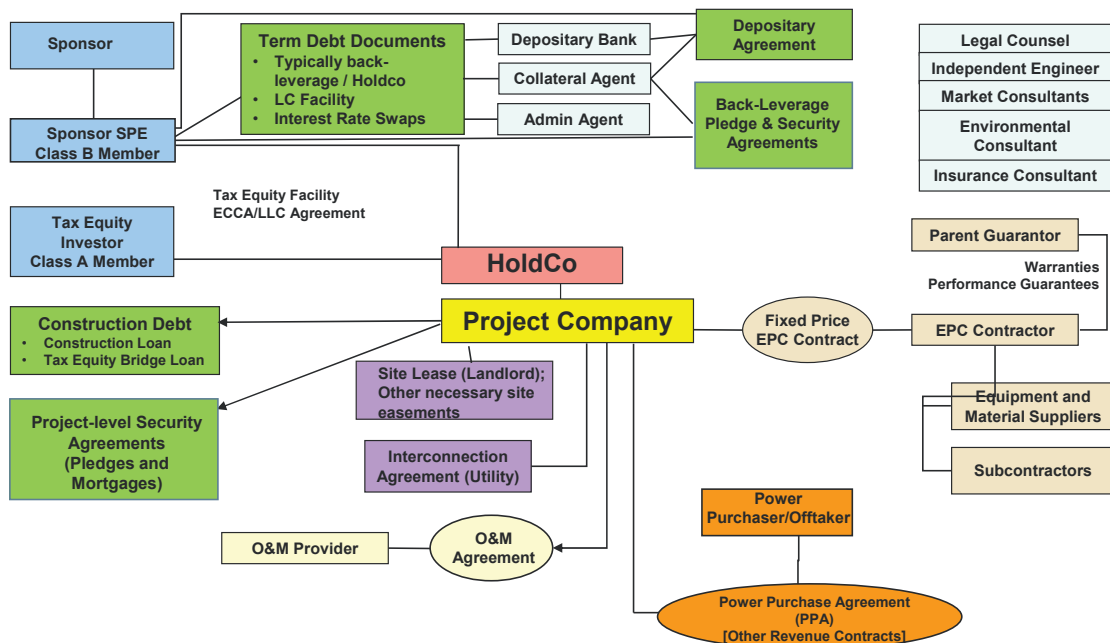 Sponsor
Sponsor SPE
Class B Member
Term Debt Documents
• Typically back-
leverage / Holdco
• LC Facility
• Interest Rate Swaps
Depositary Bank
Collateral Agent
Admin Agent
Depositary
Agreement
Back-Leverage
Pledge & Security
Agreements
Legal Counsel
Independent Engineer
Market Consultants
Environmental
Consultant
Insurance Consultant
Tax Equity Facility
ECCA/LLC Agreement
Tax Equity
Investor
Class A Member
HoldCo
Project Company
Parent Guarantor
Warranties
Performance Guarantees
Fixed Price
EPC Contract
EPC Contractor
Construction Debt
• Construction Loan
• Tax Equity Bridge Loan
Site Lease (Landlord);
Other necessary site
easements
Equipment and
Material Suppliers
Project-level Security
Agreements
(Pledges and
Mortgages)
Interconnection
Agreement (Utility)
Subcontractors
Power
Purchaser/Offtaker
O&M Provider
O&M
Agreement
Power Purchase Agreement
(PPA)
[Other Revenue Contracts]